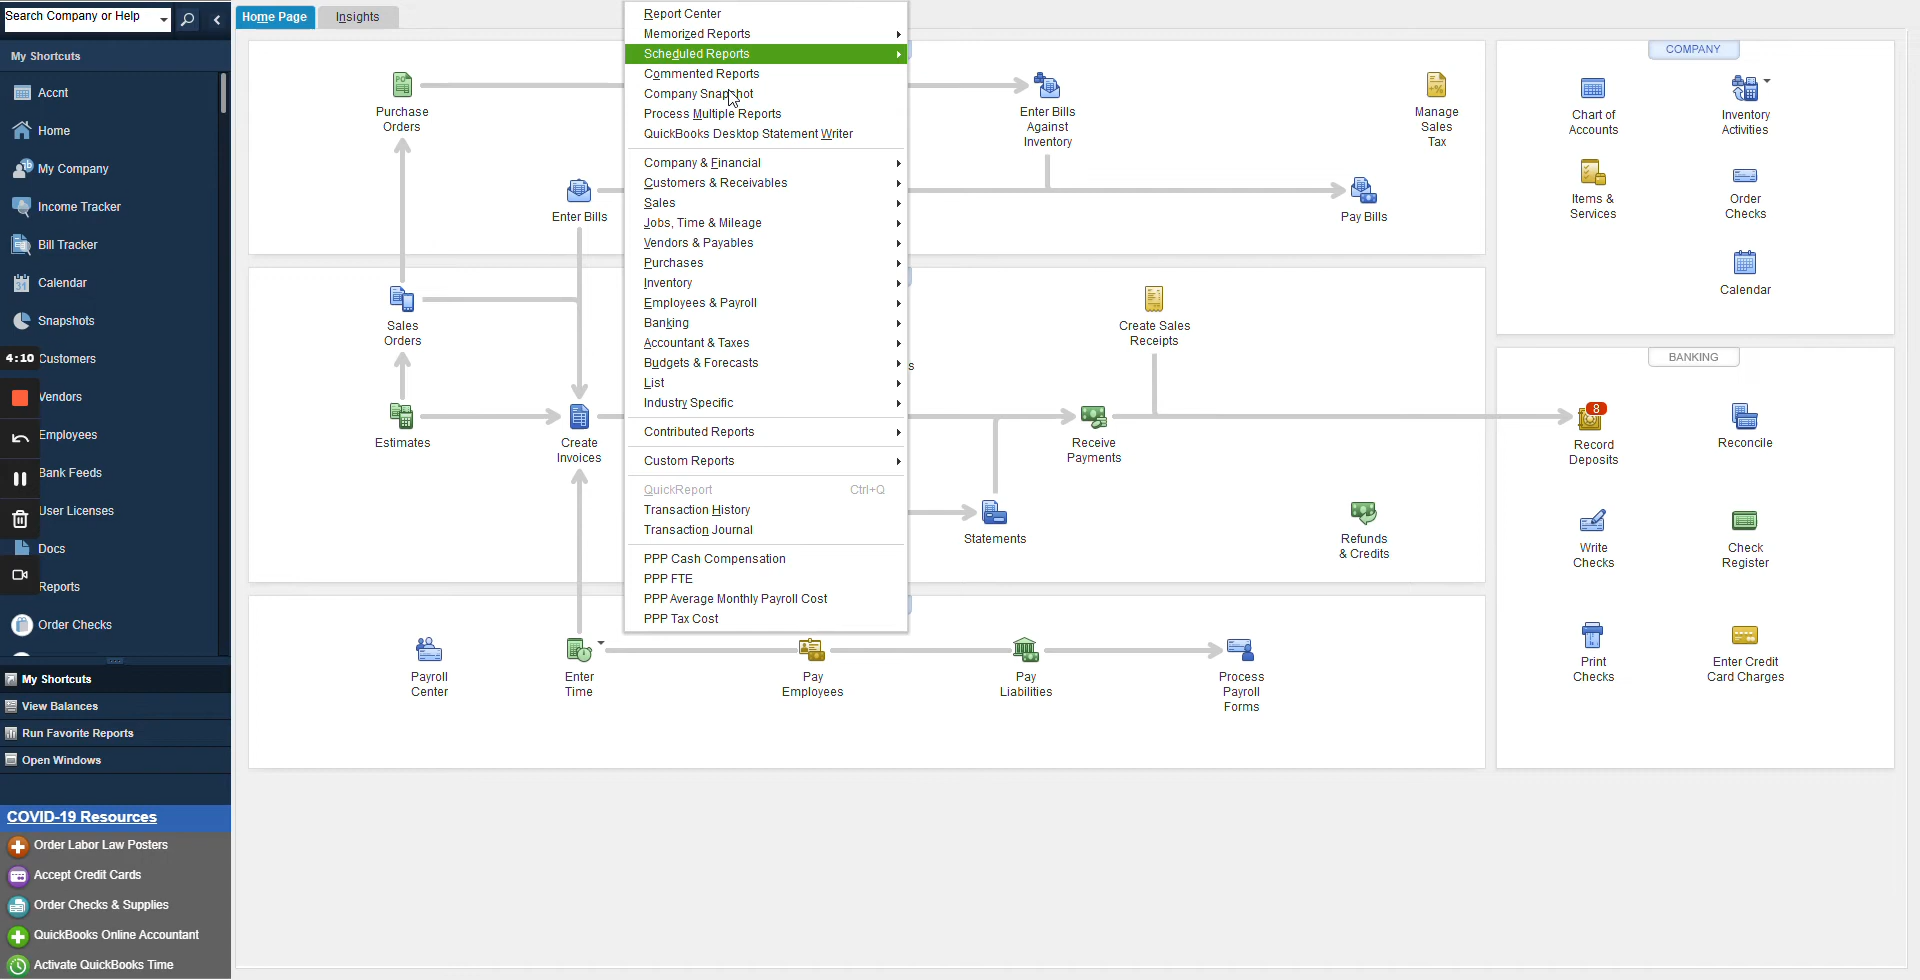 Search Company or Help
My Shortcuts
Accnt
Home
My Company
Income Tracker
Bill Tracker
Calendar
Snapshots
4:10
Customers
Vendors
Employees
Bank Feeds
User Licenses
Docs
Reports
Order Checks
My Shortcuts
View Balances
Run Favorite Reports
Open Windows
COVID-19 Resources
Order Labor Law Posters
Accept Credit Cards
Order Checks & Supplies
QuickBooks Online Accountant
Activate QuickBooks Time
Home Page
Insights
Purchase
Orders
Enter Bills
Enter Bills
Against
Inventory
Manage
Sales
Tax
Pay Bills
Sales
Orders
Create Sales
Receipts
Estimates
Create
Invoices
s
Receive
Payments
Statements
Refunds
& Credits
Payroll
Center
Enter
Time
Pay
Employees
Pay
Liabilities
Process
Payroll
Forms
Report Center
Memorized Reports
Scheduled Reports
Commented Reports
Company Snapshot
Process Multiple Reports
QuickBooks Desktop Statement Writer
Company & Financial
Customers & Receivables
Sales
Jobs, Time & Mileage
Vendors & Payables
Purchases
Inventory
Employees & Payroll
Banking
Accountant & Taxes
Budgets & Forecasts
List
Industry Specific
Contributed Reports
Custom Reports
QuickReport Ctrl+Q
Transaction History
Transaction Journal
PPP Cash Compensation
PPP FTE
PPP Average Monthly Payroll Cost
PPP Tax Cost
COMPANY
Chart of
Accounts
Inventory
Activities
Items &
Services
Order
Checks
Calendar
BANKING
8
Record
Deposits
Reconcile
Write
Checks
Check
Register
Print
Checks
Enter Credit
Card Charges